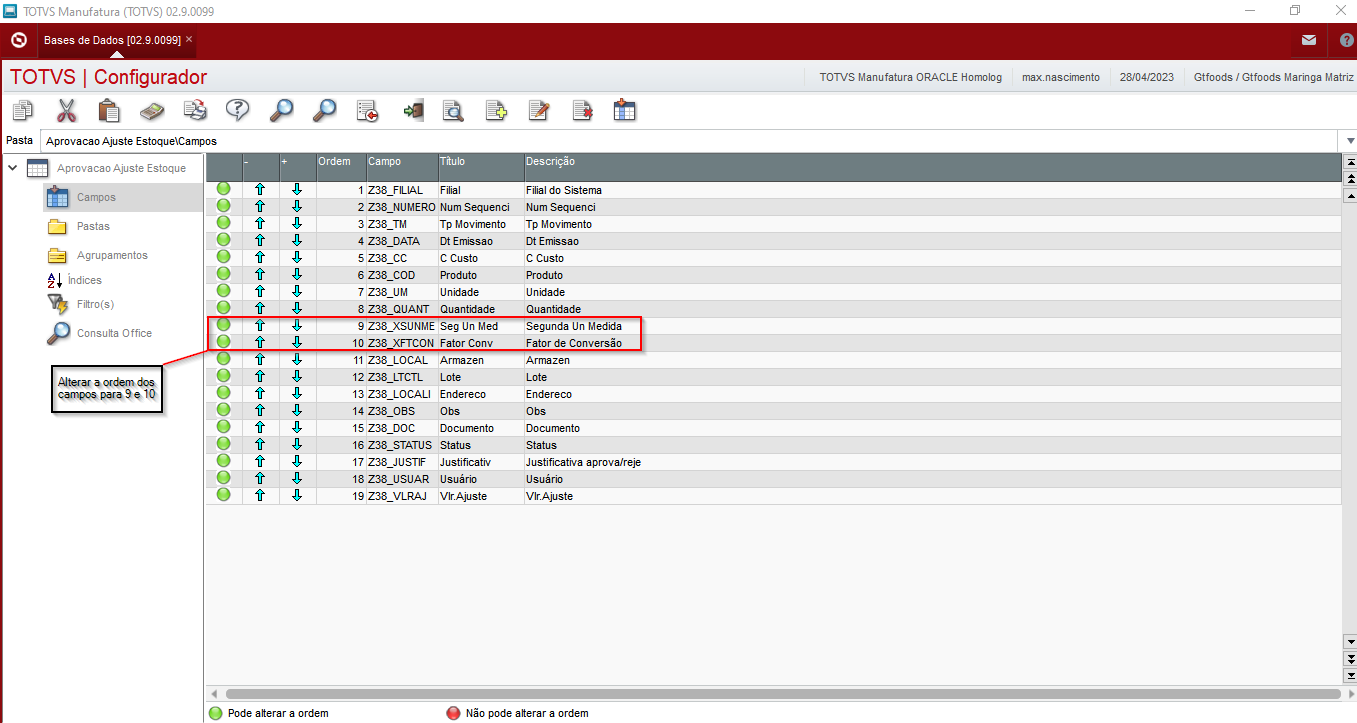 TOTVS Manufatura (TOTVS) 02.9.0099
Bases de Dados [02.9.0099]
TOTVS | Configurador
TOTVS Manufatura ORACLE Homolog
max.nascimento
28/04/2023
Gtfoods / Gtfoods Maringa Matriz
Pasta
Aprovacao Ajuste Estoque\Campos
Aprovacao Ajuste Estoque
Campos
Pastas
Agrupamentos
Índices
Filtro(s)
Consulta Office
Alterar a ordem dos
campos para 9 e 10
- + Ordem Campo Título Descrição
1 Z38_FILIAL Filial Filial do Sistema
2 Z38_NUMERO Num Sequenci Num Sequenci
3 Z38_TM Tp Movimento Tp Movimento
4 Z38_DATA Dt Emissao Dt Emissao
5 Z38_CC C Custo C Custo
6 Z38_COD Produto Produto
7 Z38_UM Unidade Unidade
8 Z38_QUANT Quantidade Quantidade
9 Z38_XSUNME Seg Un Med Segunda Un Medida
10 Z38_XFTCON Fator Conv Fator de Conversão
11 Z38_LOCAL Armazen Armazen
12 Z38_LTCTL Lote Lote
13 Z38_LOCALI Endereco Endereco
14 Z38_OBS Obs Obs
15 Z38_DOC Documento Documento
16 Z38_STATUS Status Status
17 Z38_JUSTIF Justificativ Justificativa aprova/reje
18 Z38_USUAR Usuário Usuário
19 Z38_VLRAJ Vlr.Ajuste Vlr.Ajuste
Pode alterar a ordem
Não pode alterar a ordem